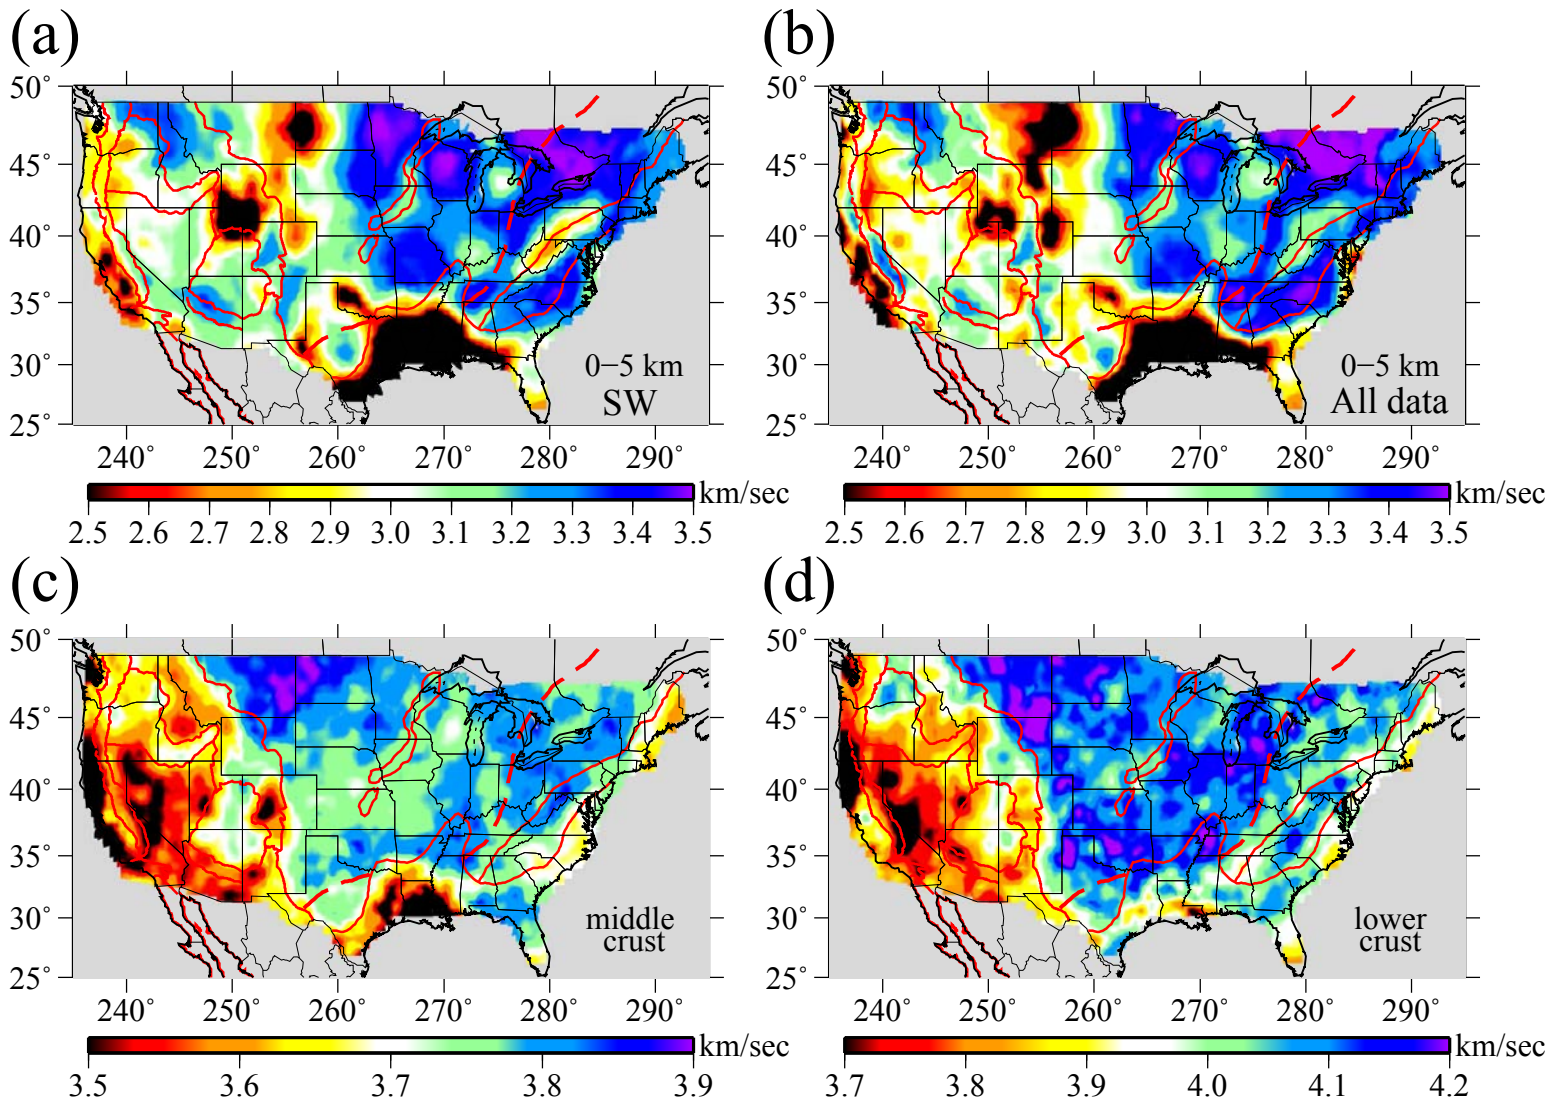 (a)
(b)
50˚
45˚
40˚
35˚
30˚
25˚
0−5 km
SW
240˚ 250˚ 260˚ 270˚ 280˚ 290˚
km/sec
2.5 2.6 2.7 2.8 2.9 3.0 3.1 3.2 3.3 3.4 3.5
50˚
45˚
40˚
35˚
30˚
25˚
0−5 km
All data
240˚ 250˚ 260˚ 270˚ 280˚ 290˚
km/sec
2.5 2.6 2.7 2.8 2.9 3.0 3.1 3.2 3.3 3.4 3.5
(c)
(d)
50˚
45˚
40˚
35˚
30˚
25˚
middle
crust
240˚ 250˚ 260˚ 270˚ 280˚ 290˚
km/sec
3.5 3.6 3.7 3.8 3.9
50˚
45˚
40˚
35˚
30˚
25˚
lower
crust
240˚ 250˚ 260˚ 270˚ 280˚ 290˚
km/sec
3.7 3.8 3.9 4.0 4.1 4.2